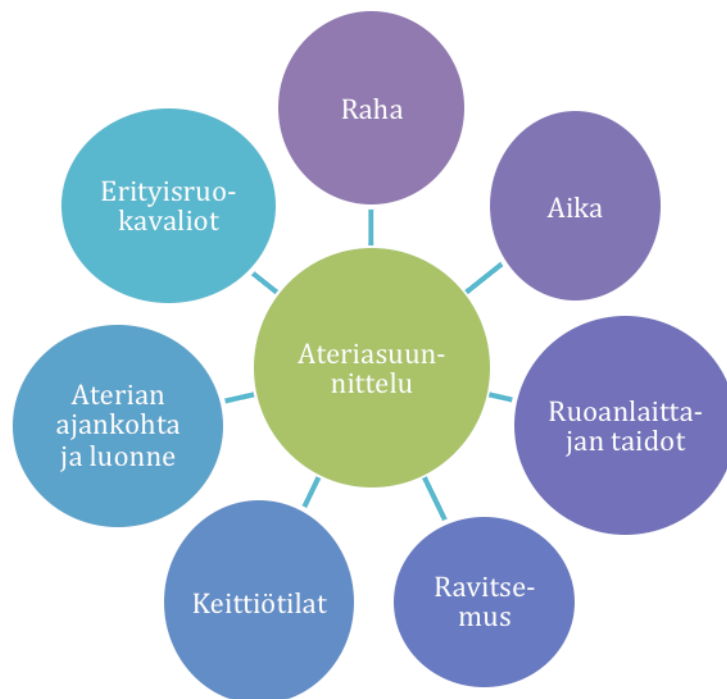 Raha
Aika
Ruoanlaitta-
jan taidot
Ravitse-
mus
Keittiötilat
Aterian
ajankohta
ja luonne
Erityisruo-
kavaliot
Ateriasuun-
nittelu